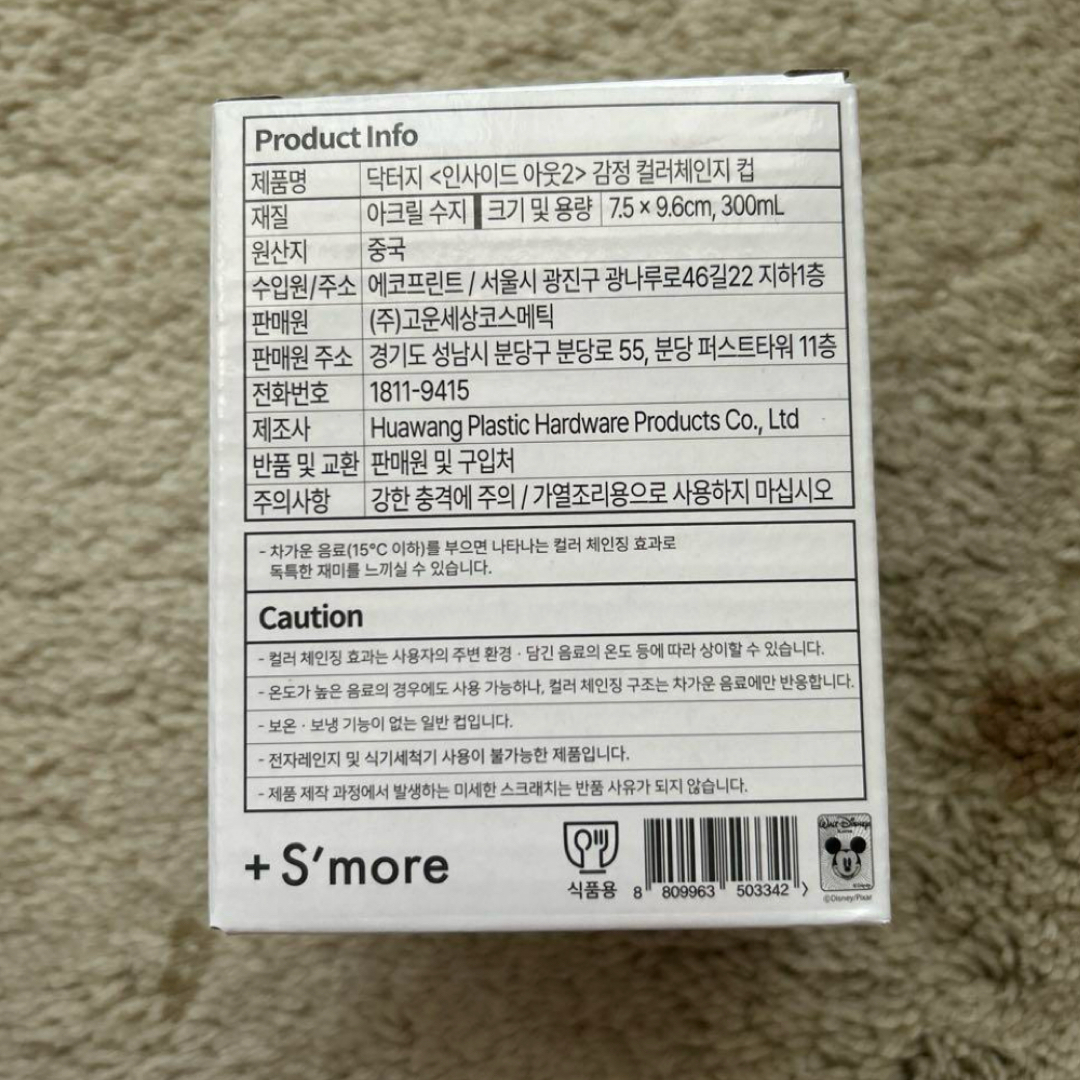 Product Info
제품명 닥터지 <인사이드 아웃2> 감정 컬러체인지 컵
재질 아크릴 수지 크기 및 용량 7.5 × 9.6cm, 300mL
원산지 중국
수입원/주소 에코프린트 / 서울시 광진구 광나루로46길22 지하1층
판매원 (주)고운세상코스메틱
판매원 주소 경기도 성남시 분당구 분당로 55, 분당 퍼스트타워 11층
전화번호 1811-9415
제조사 Huawang Plastic Hardware Products Co., Ltd
반품 및 교환 판매원 및 구입처
주의사항 강한 충격에 주의 / 가열조리용으로 사용하지 마십시오
- 차가운 음료(15°C 이하)를 부으면 나타나는 컬러 체인징 효과로
독특한 재미를 느끼실 수 있습니다.
Caution
- 컬러 체인징 효과는 사용자의 주변 환경 · 담긴 음료의 온도 등에 따라 상이할 수 있습니다.
- 온도가 높은 음료의 경우에도 사용 가능하나, 컬러 체인징 구조는 차가운 음료에만 반응합니다.
- 보온 · 보냉 기능이 없는 일반 컵입니다.
- 전자레인지 및 식기세척기 사용이 불가능한 제품입니다.
- 제품 제작 과정에서 발생하는 미세한 스크래치는 반품 사유가 되지 않습니다.
+ S'more
식품용
8 809963 503342 >
Walt Disney
©Disney
©Disney/Pixar